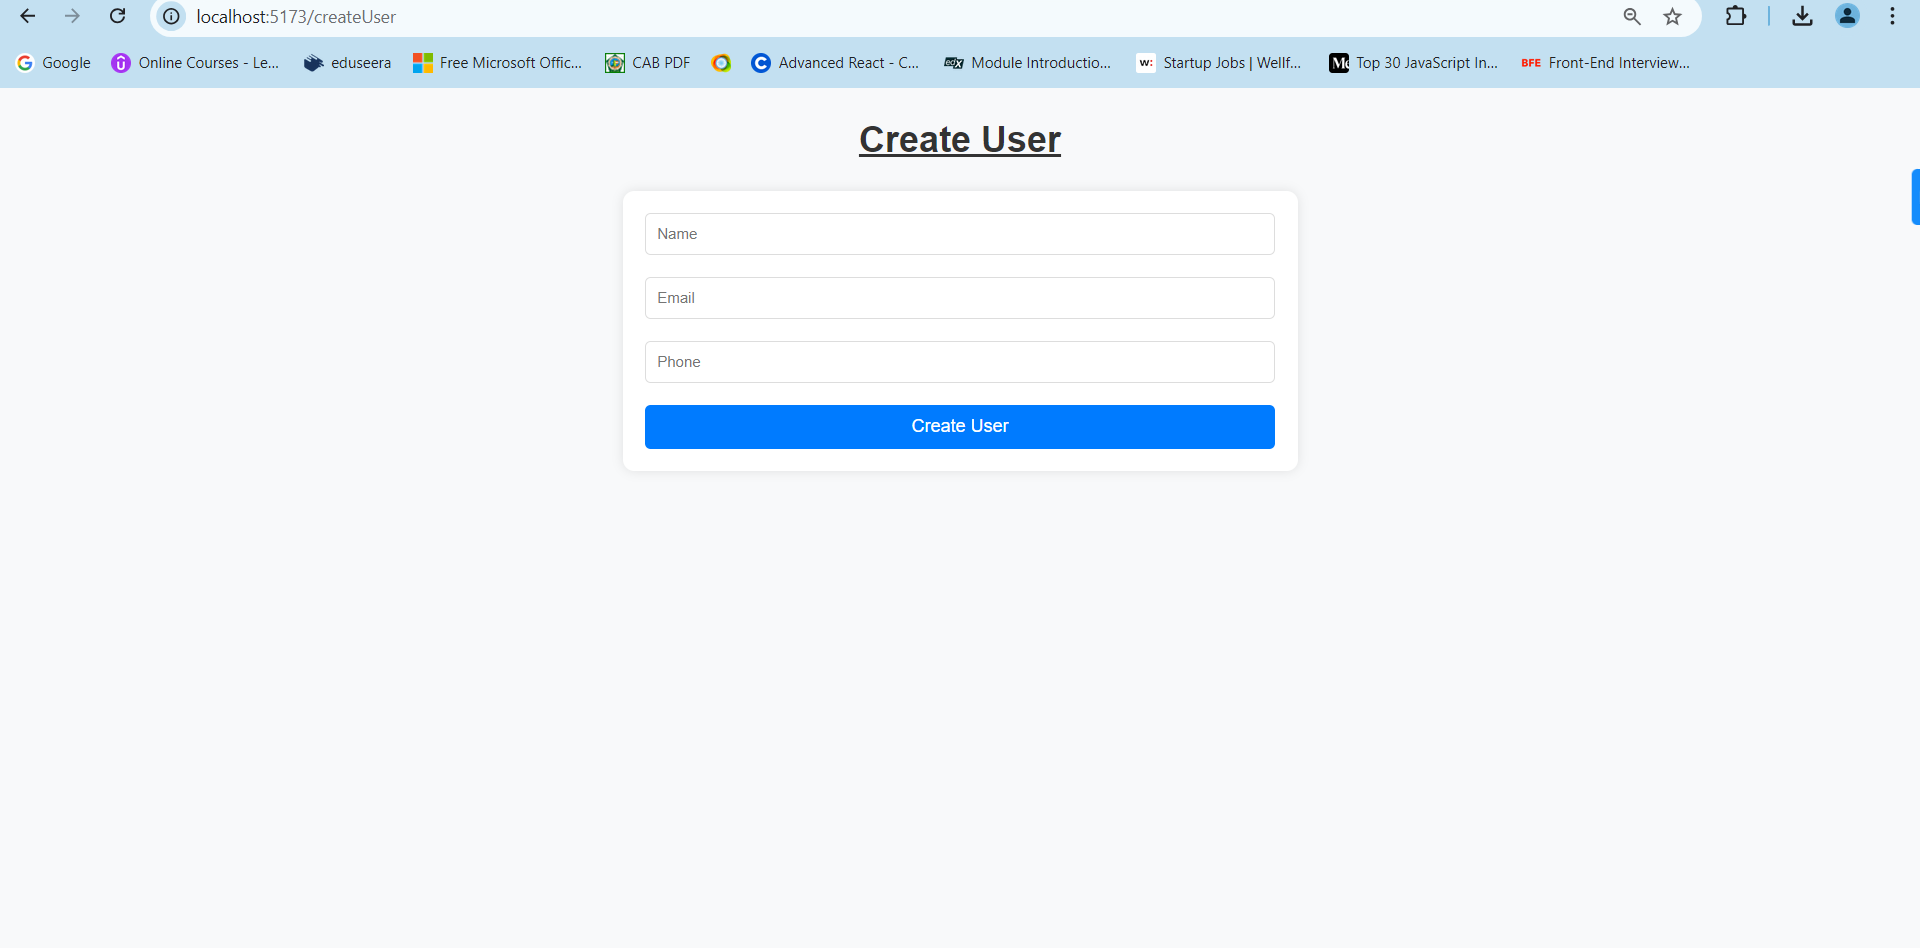 localhost:5173/createUser
Google Online Courses - Le... eduseera Free Microsoft Offic... CAB PDF Advanced React - C... edX Module Introductio... w: Startup Jobs | Wellf... Top 30 JavaScript In... BFE Front-End Interview...
Create User
Name
Email
Phone
Create User